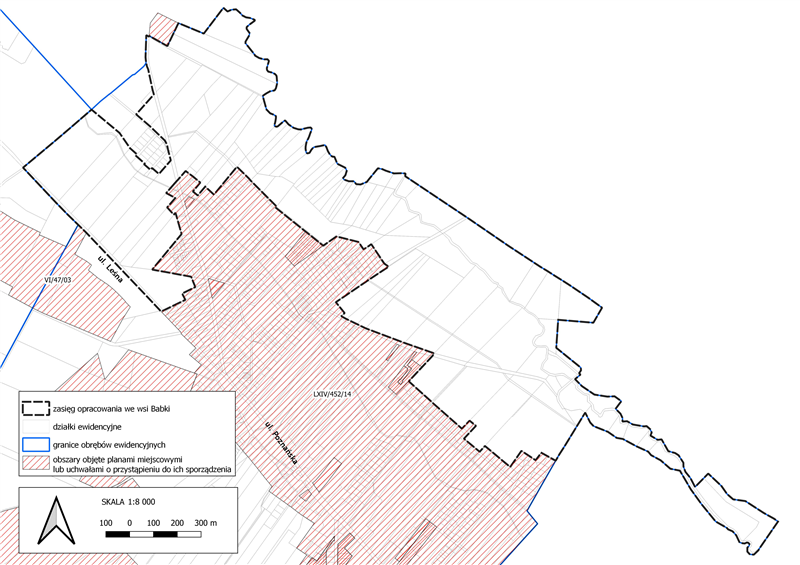 ul. Leśna
VI/47/03
LXIV/452/14
ul. Poznańska
zasięg opracowania we wsi Babki
działki ewidencyjne
granice obrębów ewidencyjnych
obszary objęte planami miejscowymi
lub uchwałami o przystąpieniu do ich sporządzenia
SKALA 1:8 000
100 0 100 200 300 m